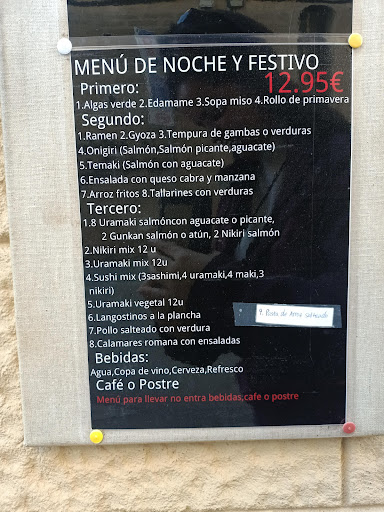 MENÚ DE NOCHE Y FESTIVO
12.95€
Primero:
1.Algas verde 2.Edamame 3.Sopa miso 4.Rollo de primavera
Segundo:
1.Ramen 2.Gyoza 3.Tempura de gambas o verduras
4.Onigiri (Salmón,Salmón picante,aguacate)
5.Temaki (Salmón con aguacate)
6.Ensalada con queso cabra y manzana
7.Arroz fritos 8.Tallarines con verduras
Tercero:
1.8 Uramaki salmóncon aguacate o picante,
2 Gunkan salmón o atún, 2 Nikiri salmón
2.Nikiri mix 12 u
3.Uramaki mix 12u
4.Sushi mix (3sashimi,4 uramaki,4 maki,3
nikiri)
5.Uramaki vegetal 12u
6.Langostinos a la plancha
9. Pasta de Arroz salteado
7.Pollo salteado con verdura
8.Calamares romana con ensaladas
Bebidas:
Agua,Copa de vino,Cerveza,Refresco
Café o Postre
Menú para llevar no entra bebidas,cafe o postre